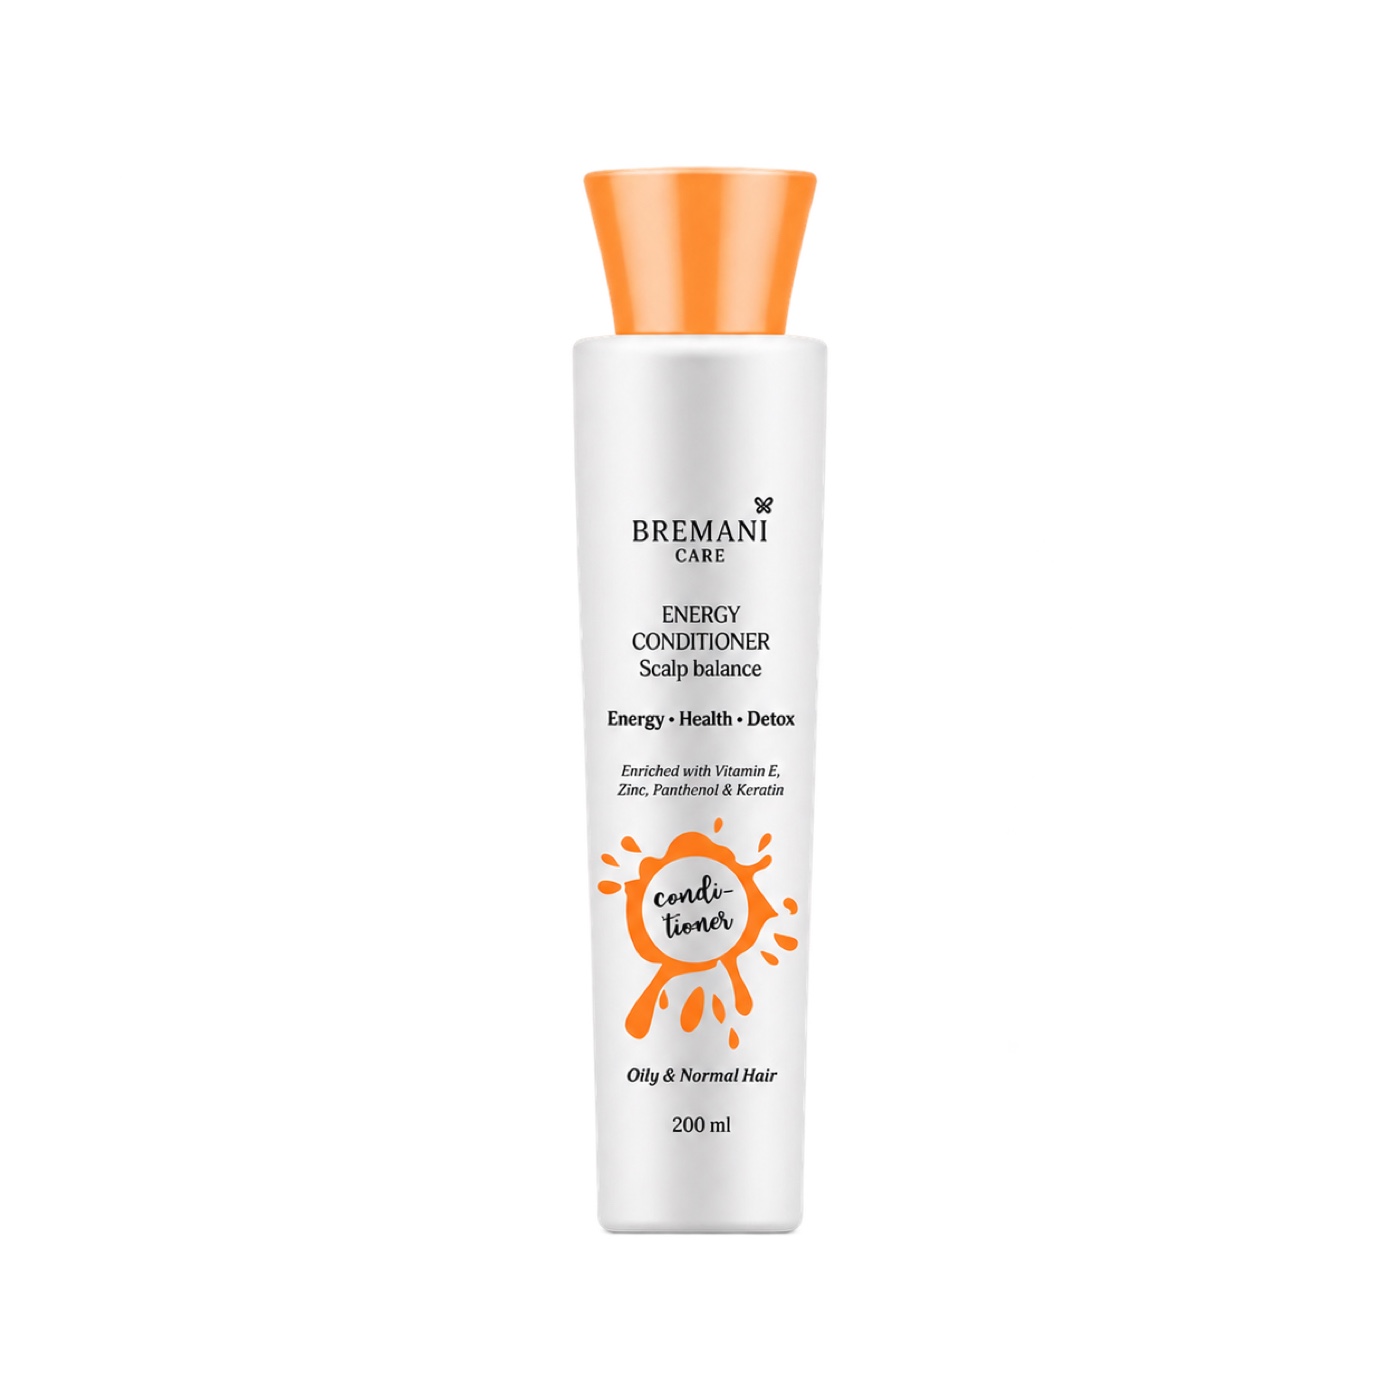 BREMANI
CARE
ENERGY
CONDITIONER
Scalp balance
Energy • Health • Detox
Enriched with Vitamin E,
Zinc, Panthenol & Keratin
condi-
tioner
Oily & Normal Hair
200 ml